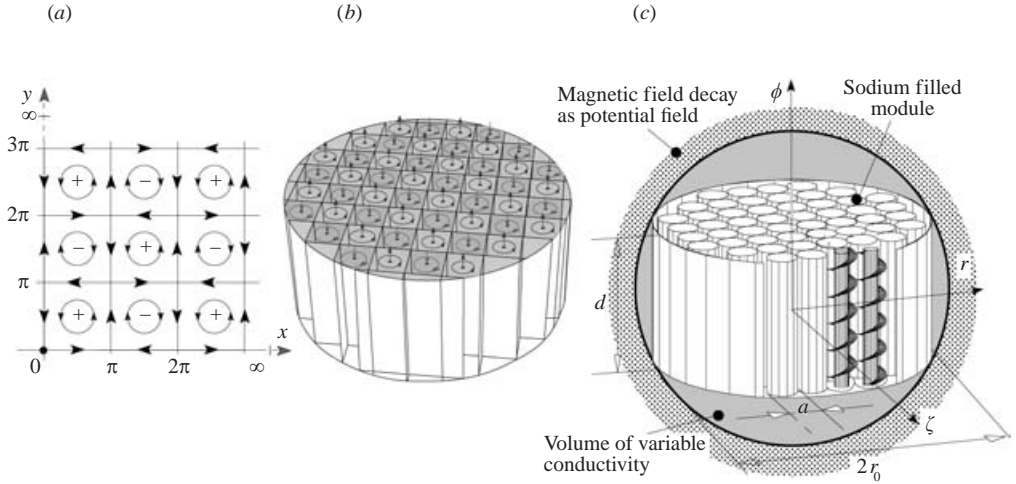 (a)
(b)
(c)
y
∞
3π
2π
π
0
π
2π
∞
x
+
−
+
−
+
−
+
−
+
Magnetic field decay
as potential field
ϕ
Sodium filled
module
r
d
a
ζ
Volume of variable
conductivity
2r₀